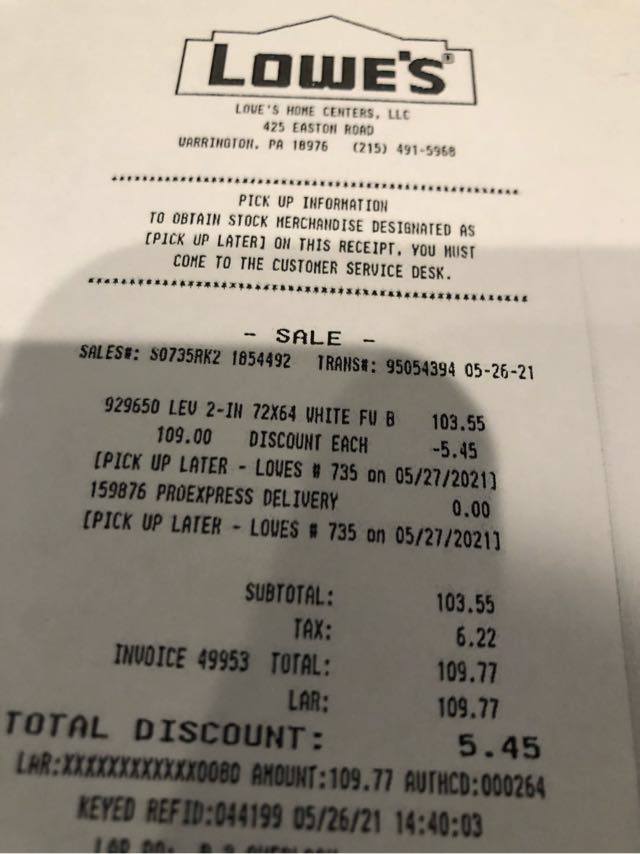 LOWE'S
LOWE'S HOME CENTERS, LLC
425 EASTON ROAD
WARRINGTON, PA 18976 (215) 491-5968
PICK UP INFORMATION
TO OBTAIN STOCK MERCHANDISE DESIGNATED AS
[PICK UP LATER] ON THIS RECEIPT, YOU MUST
COME TO THE CUSTOMER SERVICE DESK.
- SALE -
SALES#: S0735RK2 1854492 TRANS#: 95054394 05-26-21
929650 LEV 2-IN 72X64 WHITE FU B 103.55
109.00 DISCOUNT EACH -5.45
[PICK UP LATER - LOWES # 735 on 05/27/2021]
159876 PROEXPRESS DELIVERY 0.00
[PICK UP LATER - LOWES # 735 on 05/27/2021]
SUBTOTAL: 103.55
TAX: 6.22
INVOICE 49953 TOTAL: 109.77
LAR: 109.77
TOTAL DISCOUNT: 5.45
LAR:XXXXXXXXXXXX0080 AMOUNT:109.77 AUTHCD:000264
KEYED REFID:044199 05/26/21 14:40:03